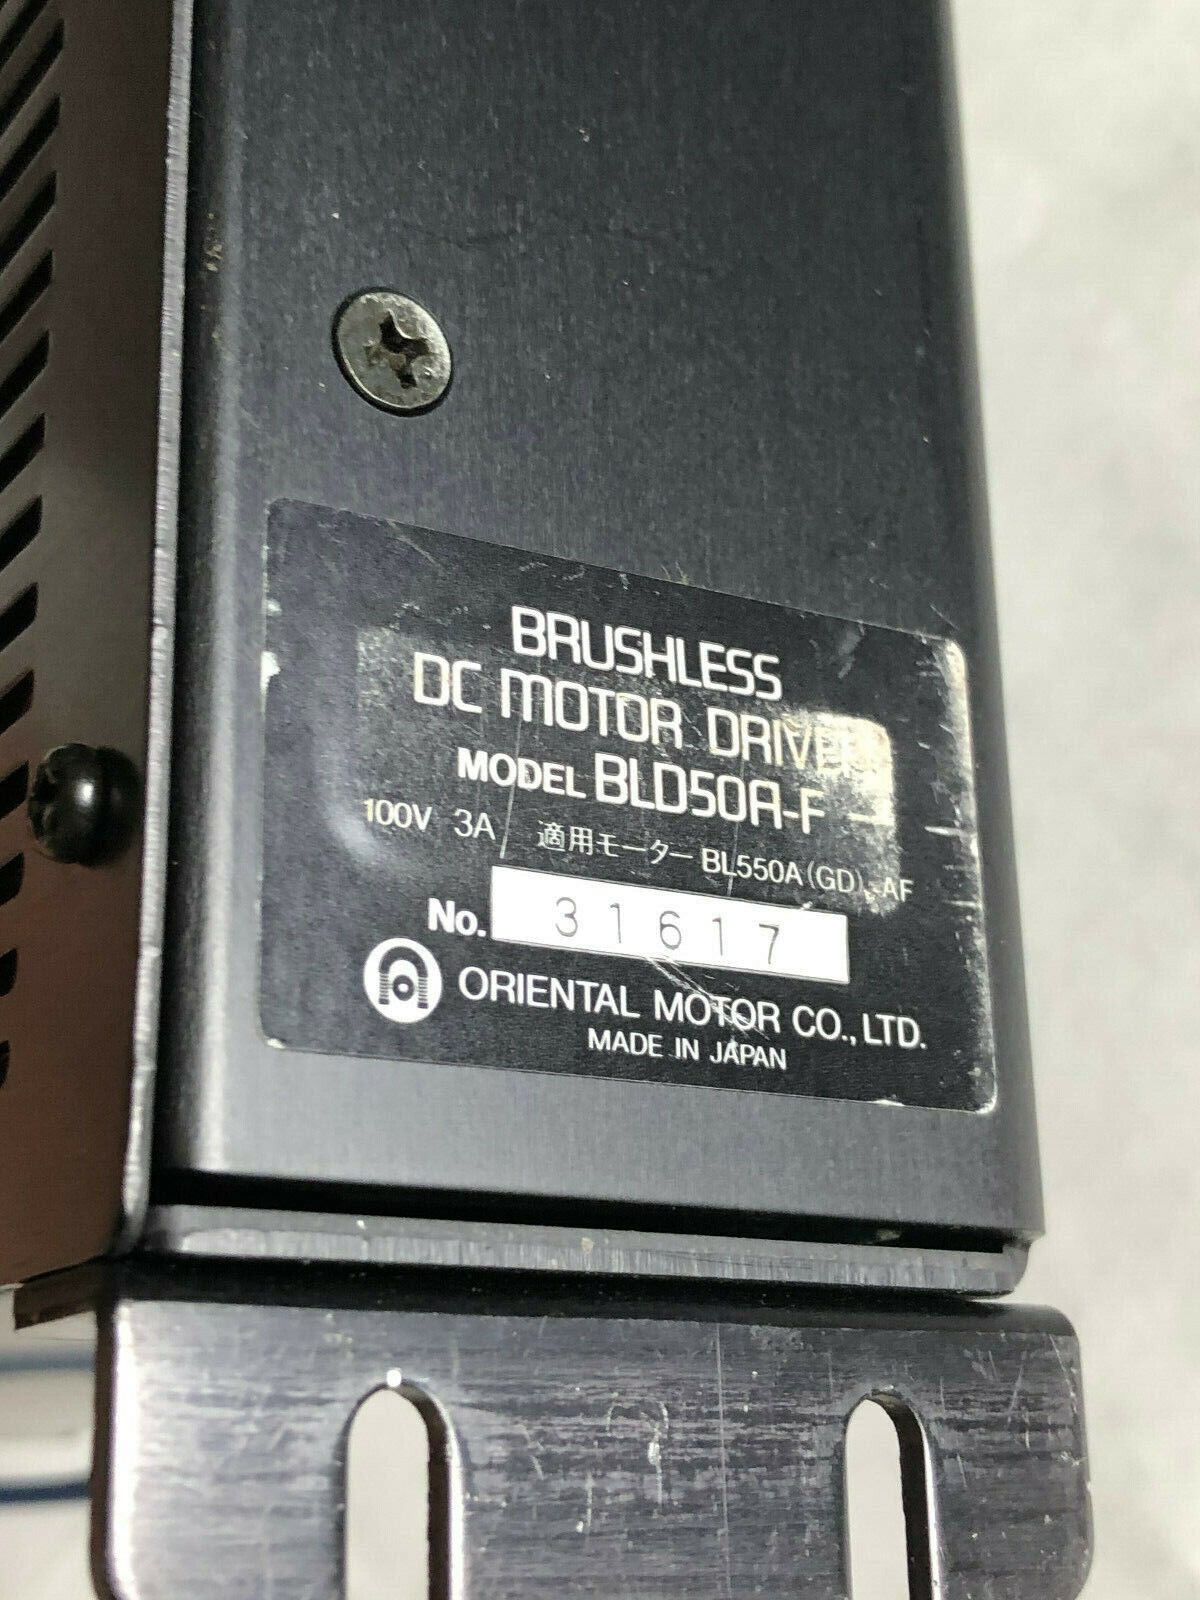 BRUSHLESS
DC MOTOR DRIVER
MODEL BLD50A-F
100V 3A 適用モーター BL550A(GD)-AF
No. 31617
ORIENTAL MOTOR CO., LTD.
MADE IN JAPAN